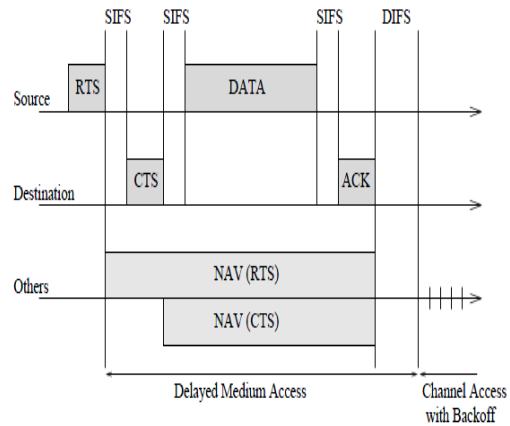 SIFS SIFS SIFS DIFS
RTS DATA
Source
CTS ACK
Destination
NAV (RTS)
Others
NAV (CTS)
Delayed Medium Access Channel Access
with Backoff